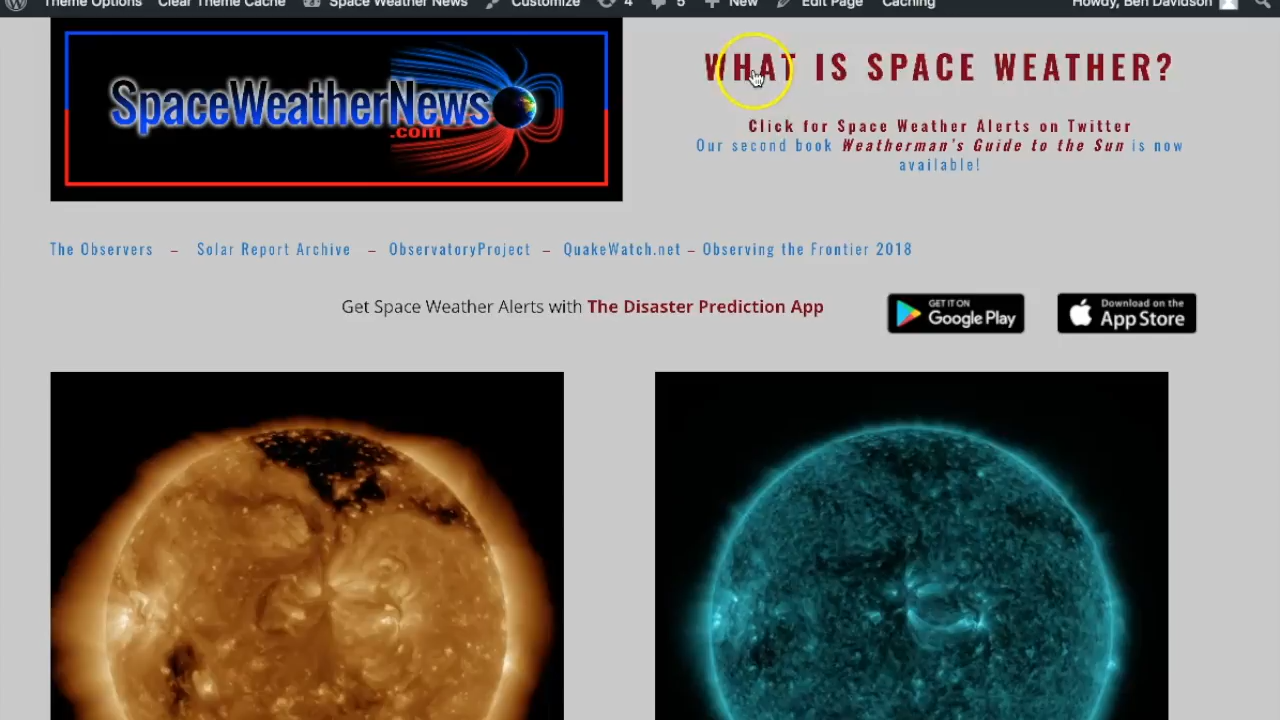 Theme Options Clear Theme Cache Space Weather News Customize 4 5 New Edit Page Caching Howdy, Ben Davidson
SpaceWeatherNews
.com
WHAT IS SPACE WEATHER?
Click for Space Weather Alerts on Twitter
Our second book Weatherman's Guide to the Sun is now
available!
The Observers – Solar Report Archive – ObservatoryProject – QuakeWatch.net – Observing the Frontier 2018
Get Space Weather Alerts with The Disaster Prediction App
GET IT ON
Google Play
Download on the
App Store